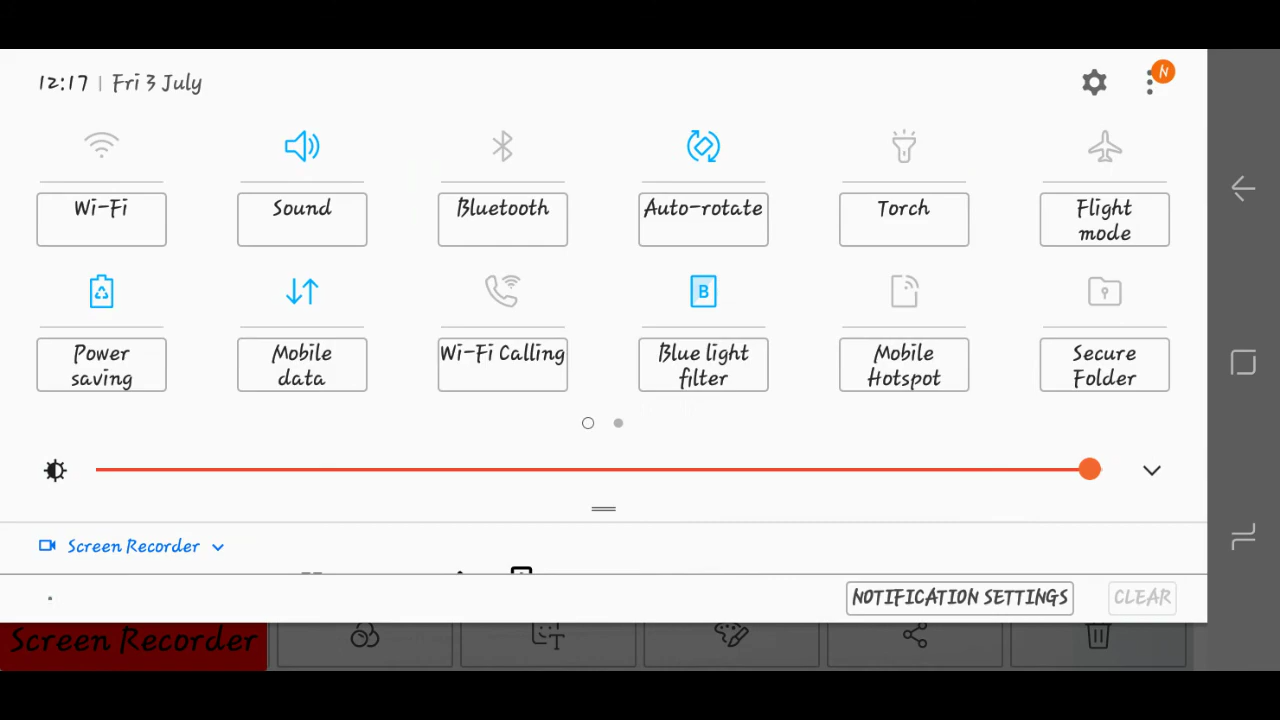 12:17 | Fri 3 July
N
Wi-Fi
Sound
Bluetooth
Auto-rotate
Torch
Flight
mode
Power
saving
Mobile
data
Wi-Fi Calling
B
Blue light
filter
Mobile
Hotspot
Secure
Folder
Screen Recorder
NOTIFICATION SETTINGS
CLEAR
Screen Recorder
T